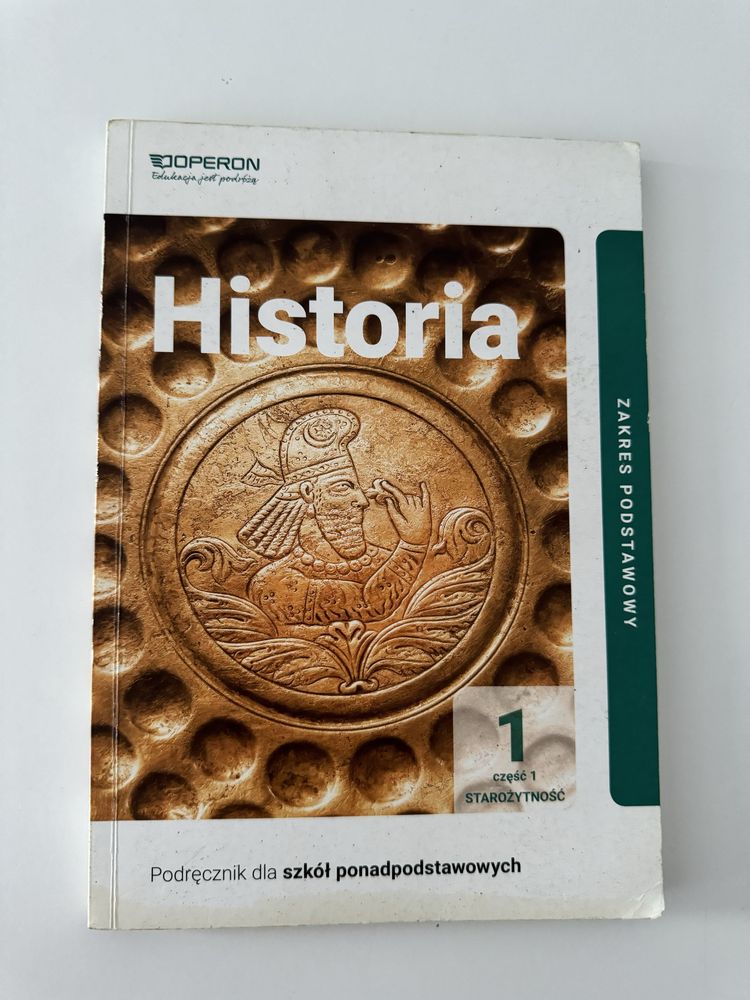 OPERON
Edukacja jest podróżą
Historia
ZAKRES PODSTAWOWY
1
część 1
STAROŻYTNOŚĆ
Podręcznik dla szkół ponadpodstawowych